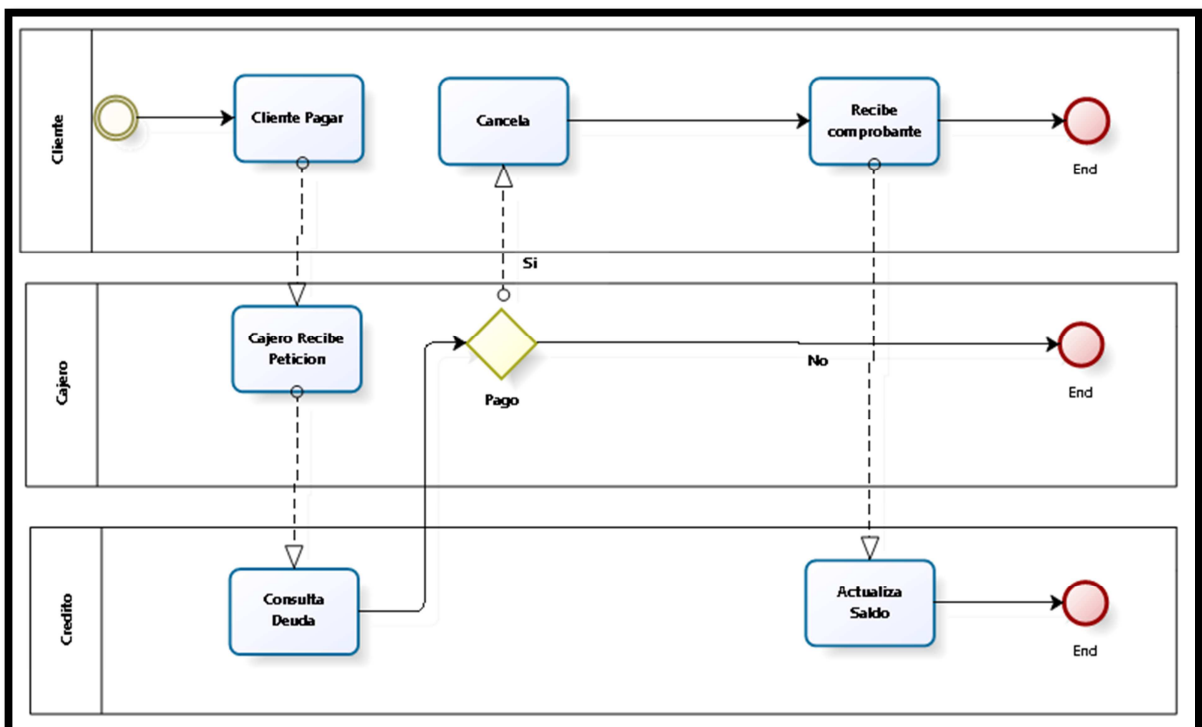 Cliente
Cliente Pagar
Cancela
Recibe
comprobante
End
Si
Cajero
Cajero Recibe
Peticion
Pago
No
End
Credito
Consulta
Deuda
Actualiza
Saldo
End